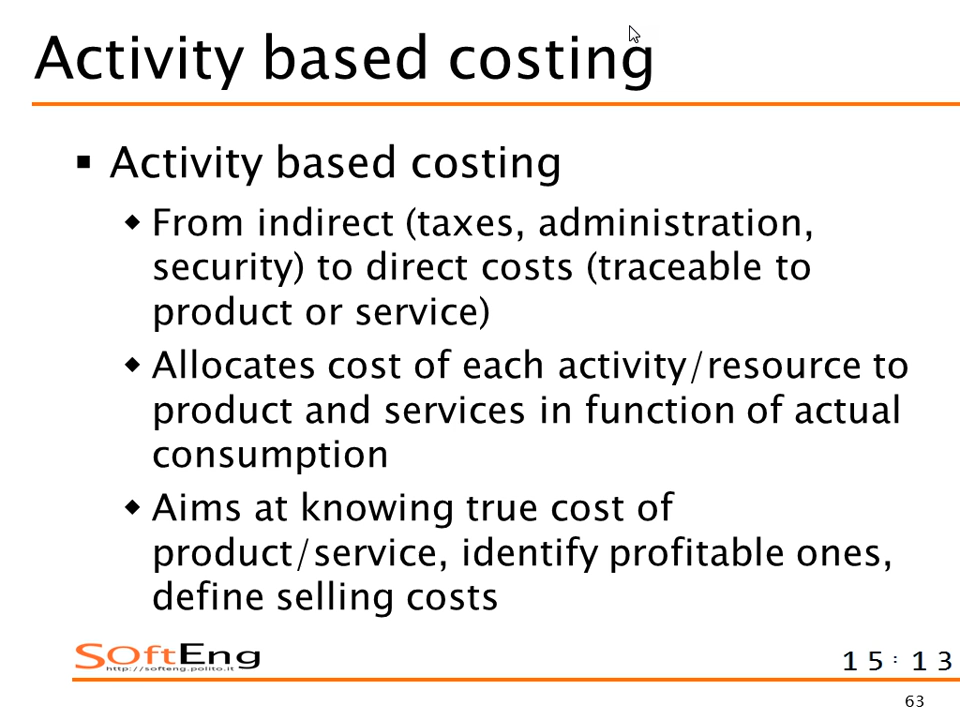 Activity based costing
▪ Activity based costing
◆ From indirect (taxes, administration,
security) to direct costs (traceable to
product or service)
◆ Allocates cost of each activity/resource to
product and services in function of actual
consumption
◆ Aims at knowing true cost of
product/service, identify profitable ones,
define selling costs
SOftEng
http://softeng.polito.it
15:13
63